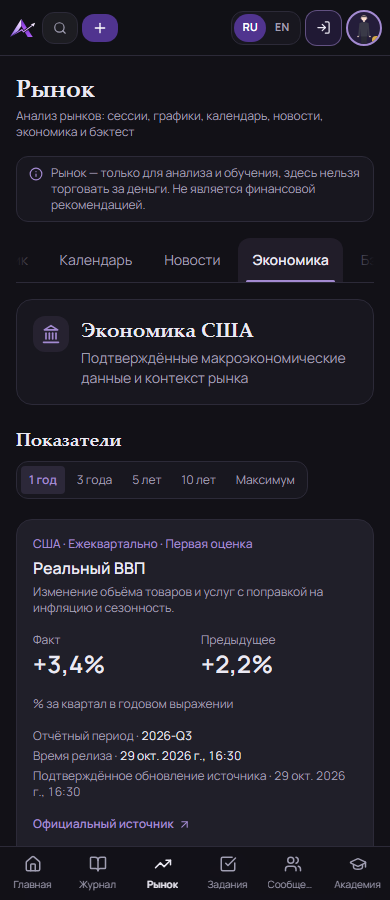 RU EN
Рынок
Анализ рынков: сессии, графики, календарь, новости,
экономика и бэктест
Рынок — только для анализа и обучения, здесь нельзя
торговать за деньги. Не является финансовой
рекомендацией.
Календарь Новости Экономика
Экономика США
Подтверждённые макроэкономические
данные и контекст рынка
Показатели
1 год 3 года 5 лет 10 лет Максимум
США · Ежеквартально · Первая оценка
Реальный ВВП
Изменение объёма товаров и услуг с поправкой на
инфляцию и сезонность.
Факт Предыдущее
+3,4% +2,2%
% за квартал в годовом выражении
Отчётный период · 2026-Q3
Время релиза · 29 окт. 2026 г., 16:30
Подтверждённое обновление источника · 29 окт. 2026
г., 16:30
Официальный источник
Главная Журнал Рынок Задания Сообще... Академия